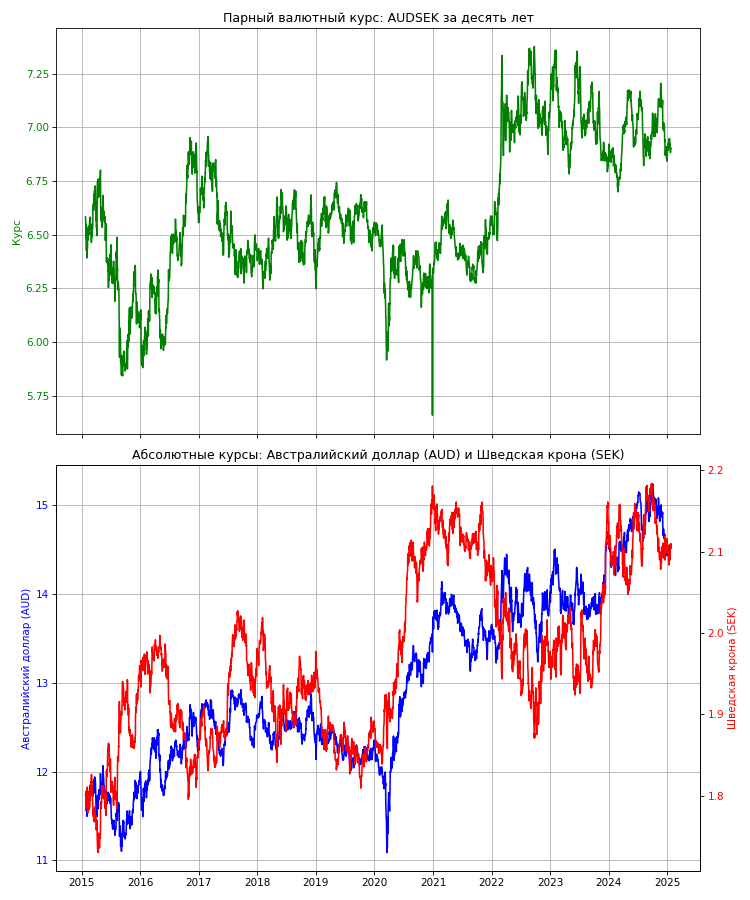 Парный валютный курс: AUDSEK за десять лет
7.25
7.00
6.75
6.50
6.25
6.00
5.75
Курс
Абсолютные курсы: Австралийский доллар (AUD) и Шведская крона (SEK)
15
14
13
12
11
Австралийский доллар (AUD)
2.2
2.1
2.0
1.9
1.8
Шведская крона (SEK)
2015 2016 2017 2018 2019 2020 2021 2022 2023 2024 2025